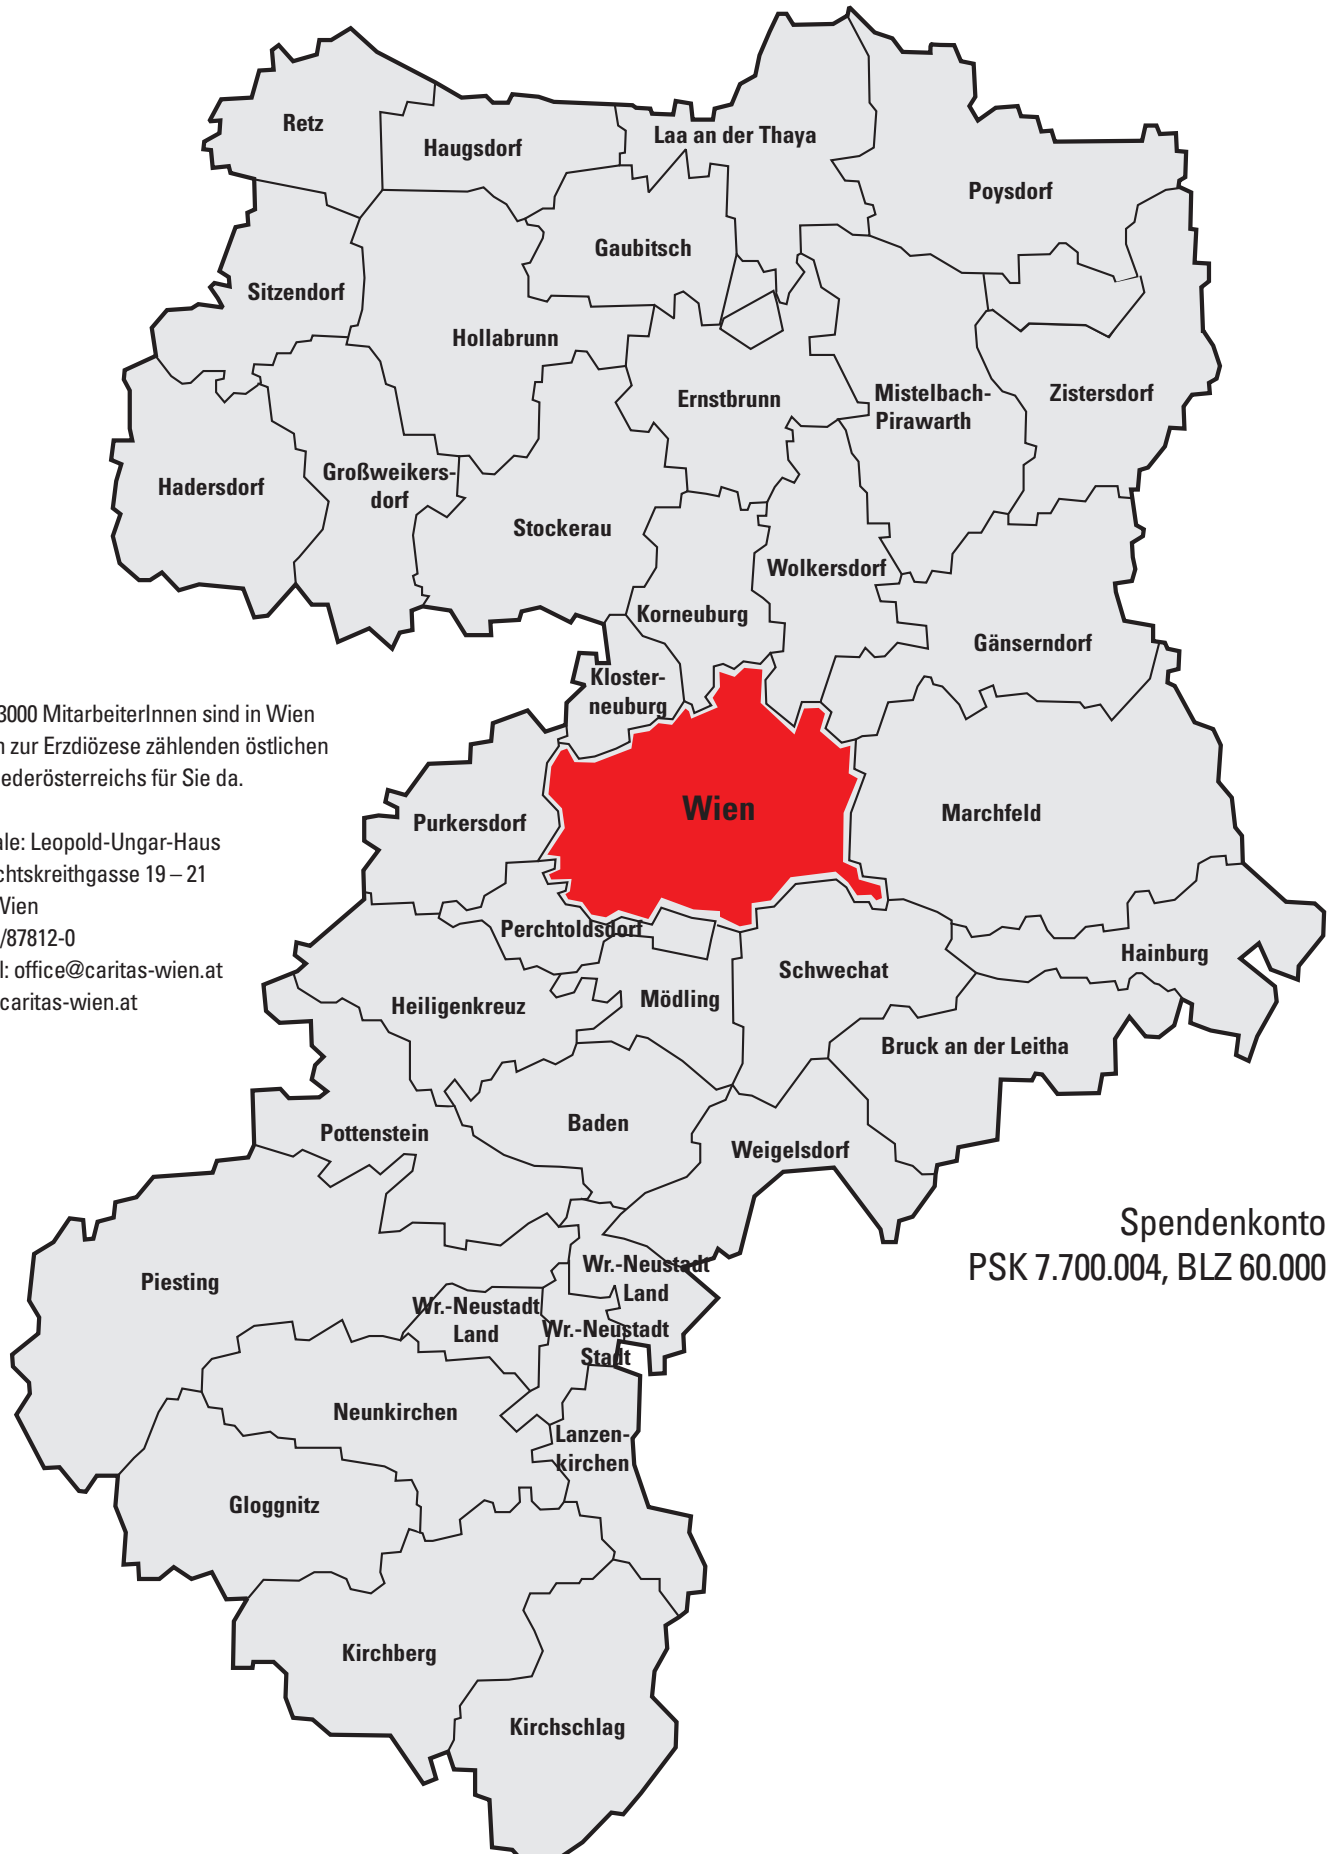 Retz
Haugsdorf
Laa an der Thaya
Poysdorf
Gaubitsch
Sitzendorf
Hollabrunn
Ernstbrunn
Mistelbach-
Pirawarth
Zistersdorf
Hadersdorf
Großweikers-
dorf
Stockerau
Wolkersdorf
Korneuburg
Gänserndorf
Kloster-
neuburg
3000 MitarbeiterInnen sind in Wien
zur Erzdiözese zählenden östlichen
ederösterreichs für Sie da.
ale: Leopold-Ungar-Haus
chtskreithgasse 19 – 21
Wien
/87812-0
l: office@caritas-wien.at
caritas-wien.at
Purkersdorf
Wien
Marchfeld
Perchtoldsdorf
Schwechat
Hainburg
Heiligenkreuz
Mödling
Bruck an der Leitha
Pottenstein
Baden
Weigelsdorf
Spendenkonto
PSK 7.700.004, BLZ 60.000
Piesting
Wr.-Neustadt
Land
Wr.-Neustadt
Land
Wr.-Neustadt
Stadt
Neunkirchen
Lanzen-
kirchen
Gloggnitz
Kirchberg
Kirchschlag